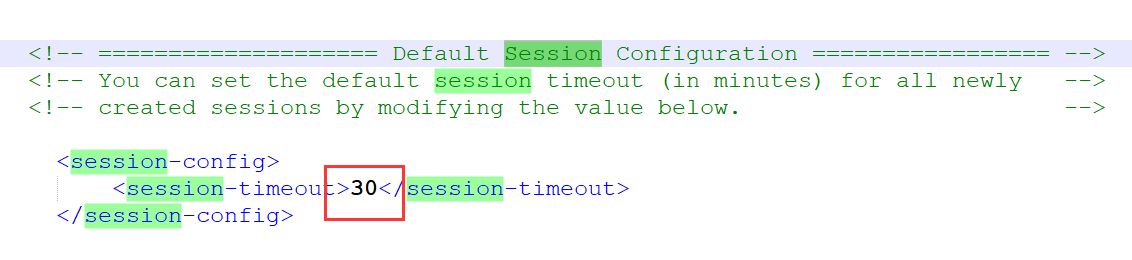 <!-- ==================== Default Session Configuration ================= -->
<!-- You can set the default session timeout (in minutes) for all newly   -->
<!-- created sessions by modifying the value below.                       -->
<session-config>
<session-timeout>30</session-timeout>
</session-config>